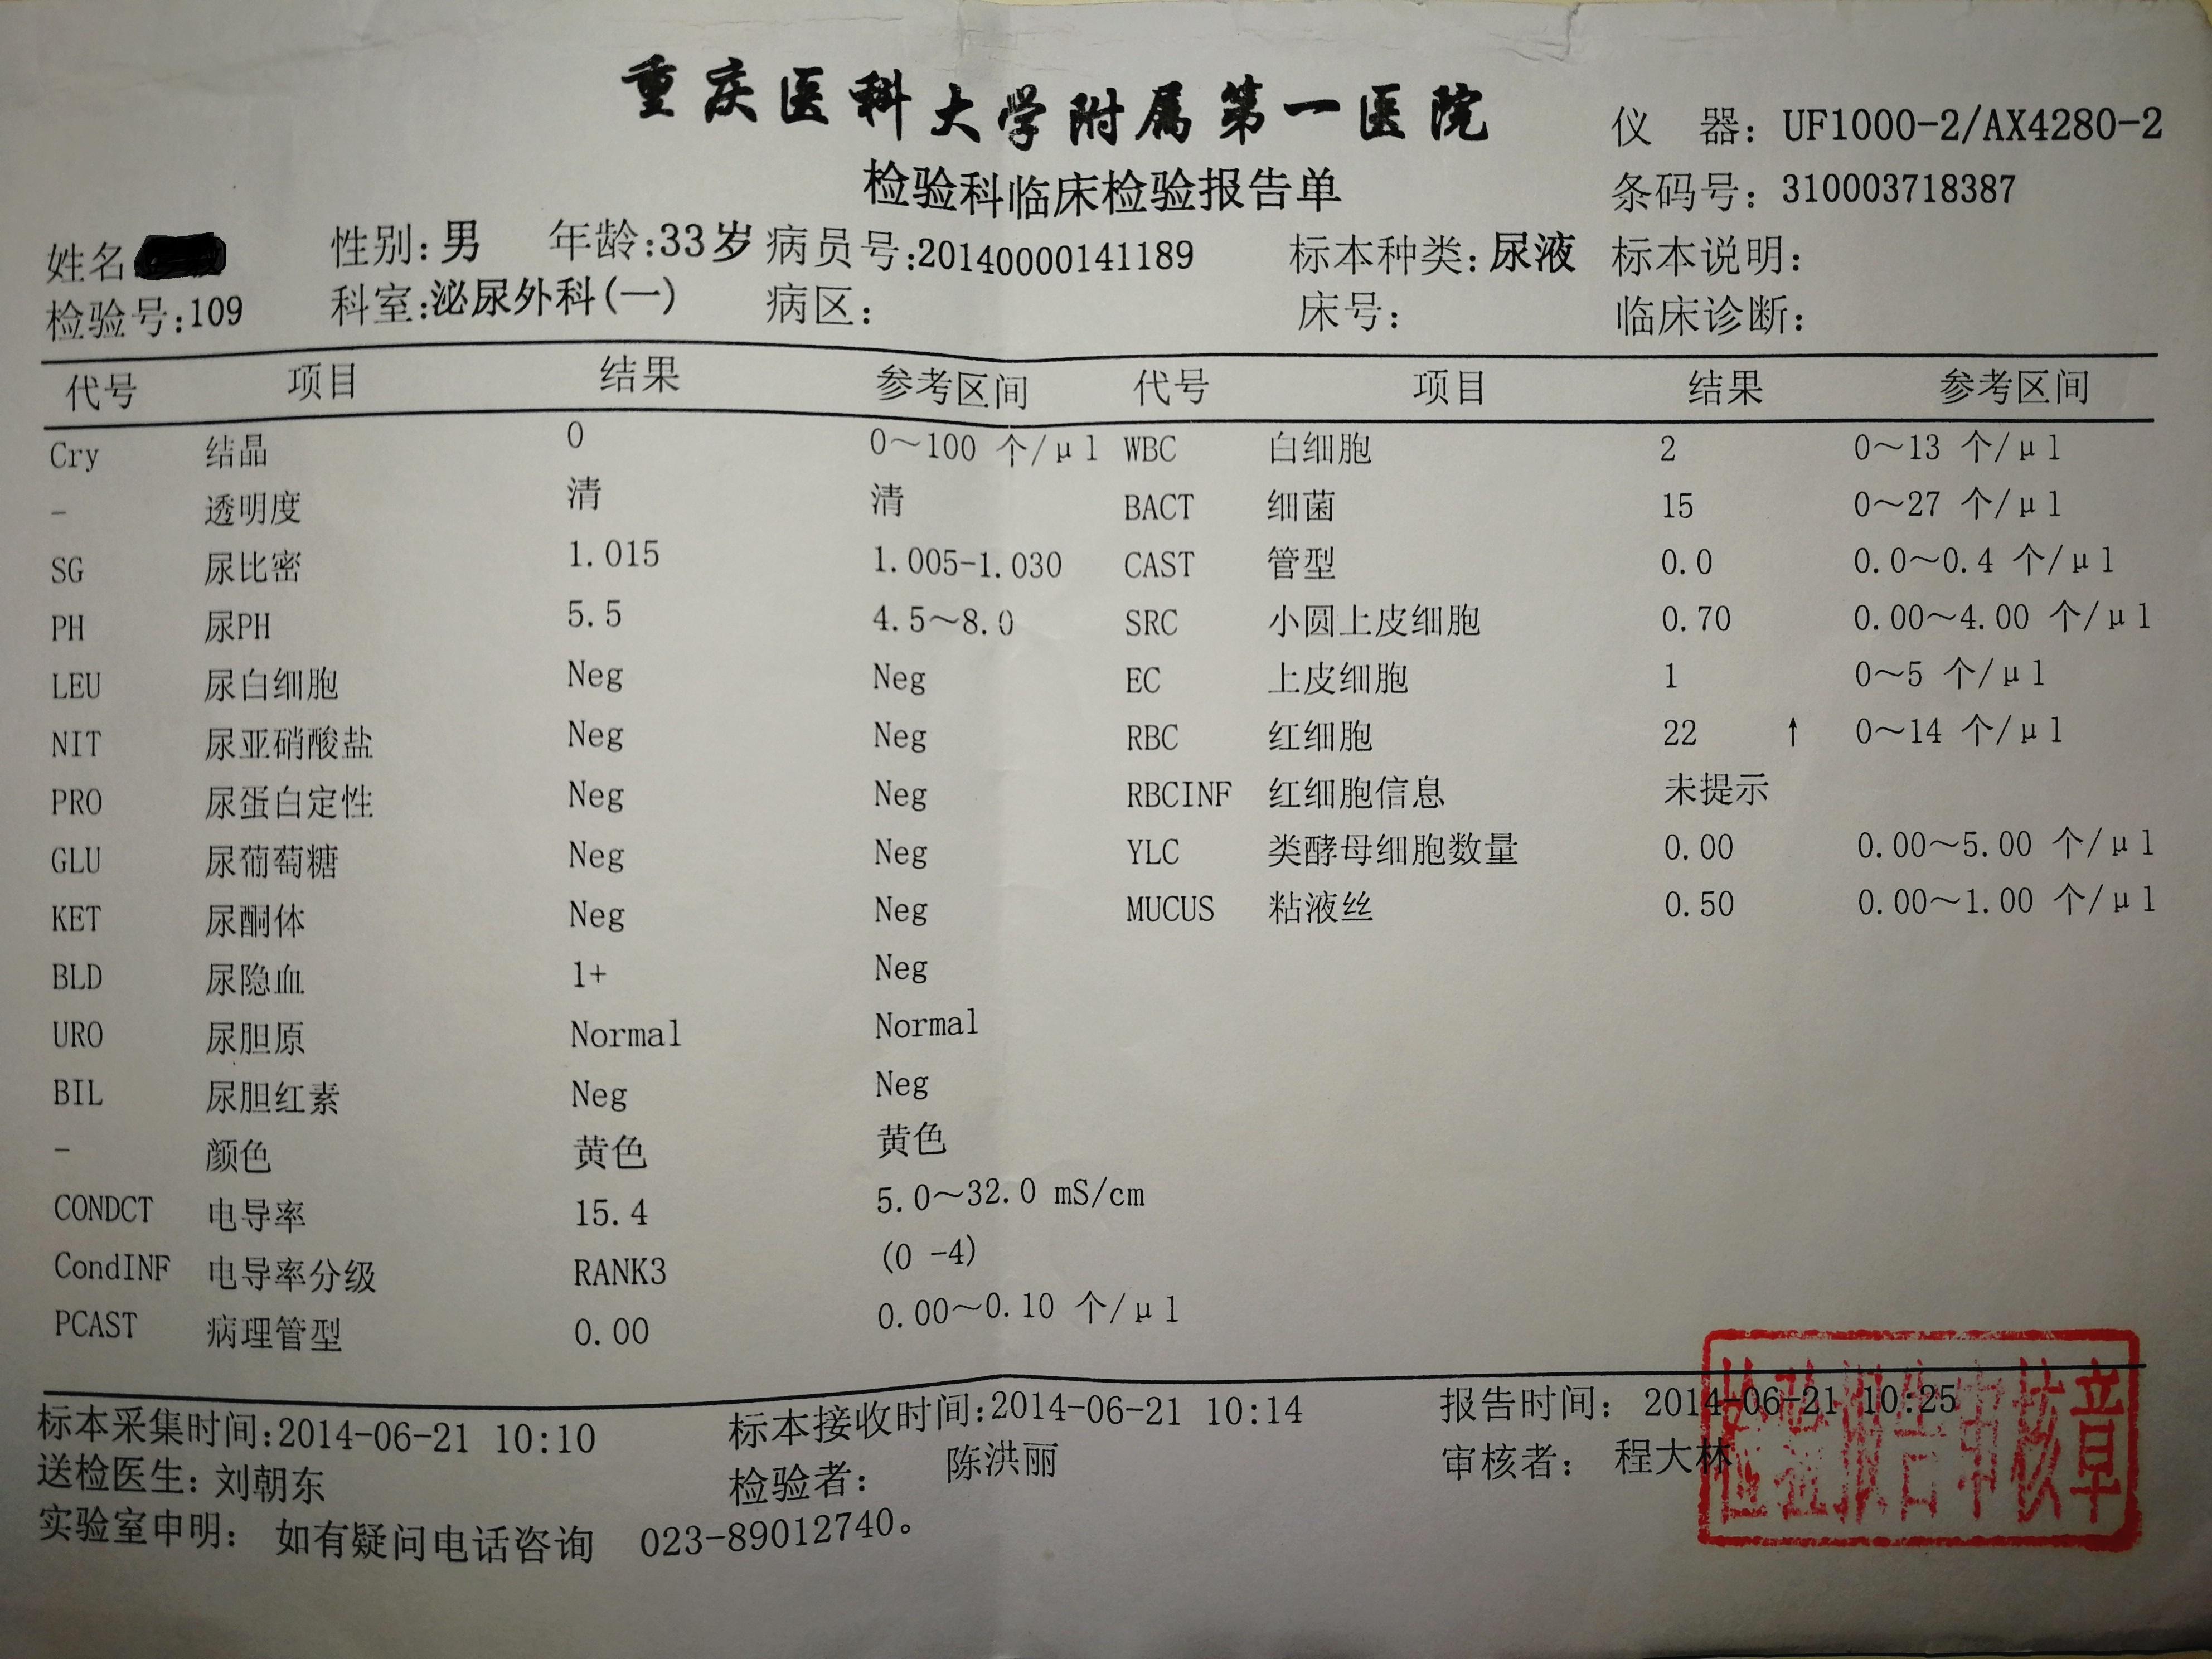 重庆医科大学附属第一医院
仪 器: UF1000-2/AX4280-2
检验科临床检验报告单
条码号: 310003718387
姓名 性别:男 年龄:33岁 病员号:20140000141189 标本种类:尿液 标本说明:
检验号:109 科室:泌尿外科(一) 病区: 床号: 临床诊断:
代号 项目 结果 参考区间 代号 项目 结果 参考区间
Cry 结晶 0 0~100 个/μl WBC 白细胞 2 0~13 个/μl
- 透明度 清 清 BACT 细菌 15 0~27 个/μl
SG 尿比密 1.015 1.005-1.030 CAST 管型 0.0 0.0~0.4 个/μl
PH 尿PH 5.5 4.5~8.0 SRC 小圆上皮细胞 0.70 0.00~4.00 个/μl
LEU 尿白细胞 Neg Neg EC 上皮细胞 1 0~5 个/μl
NIT 尿亚硝酸盐 Neg Neg RBC 红细胞 22 ↑ 0~14 个/μl
PRO 尿蛋白定性 Neg Neg RBCINF 红细胞信息 未提示
GLU 尿葡萄糖 Neg Neg YLC 类酵母细胞数量 0.00 0.00~5.00 个/μl
KET 尿酮体 Neg Neg MUCUS 粘液丝 0.50 0.00~1.00 个/μl
BLD 尿隐血 1+ Neg
URO 尿胆原 Normal Normal
BIL 尿胆红素 Neg Neg
- 颜色 黄色 黄色
CONDCT 电导率 15.4 5.0~32.0 mS/cm
CondINF 电导率分级 RANK3 (0 -4)
PCAST 病理管型 0.00 0.00~0.10 个/μl
标本采集时间:2014-06-21 10:10 标本接收时间:2014-06-21 10:14 报告时间: 2014-06-21 10:25
送检医生: 刘朝东 检验者: 陈洪丽 审核者: 程大林
实验室申明: 如有疑问电话咨询 023-89012740。
检验报告审核章